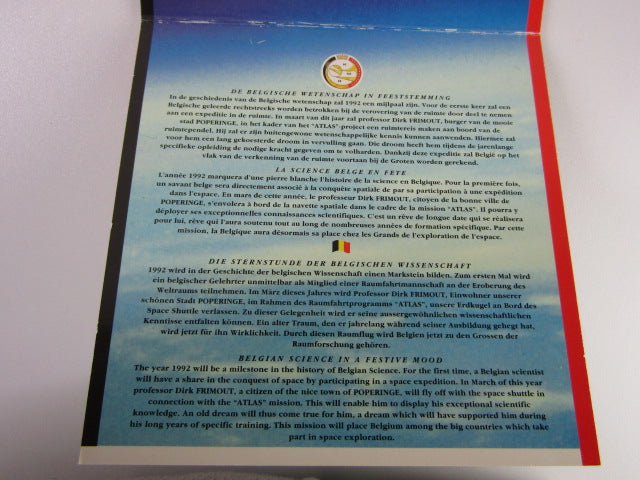 DE BELGISCHE WETENSCHAP IN FEESTSTEMMING
In de geschiedenis van de Belgische wetenschap zal 1992 een mijlpaal zijn. Voor de eerste keer zal een
Belgische geleerde rechtstreeks worden betrokken bij de verovering van de ruimte door deel te nemen
aan een expeditie in de ruimte. In maart van dit jaar zal profesor Dirk FRIMOUT, burger van de mooie
stad POPERINGE, in het kader van het "ATLAS"-project een ruimtereis maken aan boord van de
ruimtependel. Hij zal er zijn buitengewone wetenschappelijke kennis kunnen aanwenden. Hiermee zal
voor hem een lang gekoesterde droom in vervulling gaan. Die droom heeft hem tijdens de jarenlange
specifieke opleiding de nodige kracht gegeven om te volharden. Dankzij deze expeditie zal België op het
vlak van de verkenning van de ruimte voortaan bij de Groten worden gerekend.
LA SCIENCE BELGE EN FETE
L'année 1992 marquera d'une pierre blanche l'histoire de la science en Belgique. Pour la première fois,
un savant belge sera directement associé à la conquête spatiale de par sa participation à une expédition
dans l'espace. En mars de cette année, le professeur Dirk FRIMOUT, citoyen de la bonne ville de
POPERINGE, s'envolera à bord de la navette spatiale dans le cadre de la mission "ATLAS". Il pourra y
déployer ses exceptionnelles connaissances scientifiques. C'est un rêve de longue date qui se réalisera
pour lui, rêve qui l'aura soutenu tout au long de nombreuses années de formation spécifique. Par cette
mission, la Belgique aura désormais sa place chez les Grands de l'exploration de l'espace.
DIE STERNSTUNDE DER BELGISCHEN WISSENSCHAFT
1992 wird in der Geschichte der belgischen Wissenschaft einen Markstein bilden. Zum ersten Mal wird
ein belgischer Gelehrter unmittelbar als Mitglied einer Raumfahrtmannschaft an der Eroberung des
Weltraums teilnehmen. Im März dieses Jahres wird Professor Dirk FRIMOUT, Einwohner unserer
schönen Stadt POPERINGE, im Rahmen des Raumfahrtprogramms "ATLAS", unsere Erdkugel an Bord des
Space Shuttle verlassen. Zu dieser Gelegenheit wird er seine aussergewöhnlichen wissenschaftlichen
Kenntisse entfalten können. Ein alter Traum, den er jahrelang während seiner Ausbildung gehegt hat,
wird jetzt für ihn Wirklichkeit. Durch diesen Raumflug wird Belgien jetzt zu den Grossen der
Raumforschung gehören.
BELGIAN SCIENCE IN A FESTIVE MOOD
The year 1992 will be a milestone in the history of Belgian Science. For the first time, a Belgian scientist
will have a share in the conquest of space by participating in a space expedition. In March of this year
professor Dirk FRIMOUT, a citizen of the nice town of POPERINGE, will fly off with the space shuttle in
connection with the "ATLAS" mission. This will enable him to display his exceptional scientific
knowledge. An old dream will thus come true for him, a dream which will have supported him during
his long years of specific training. This mission will place Belgium among the big countries which take
part in space exploration.